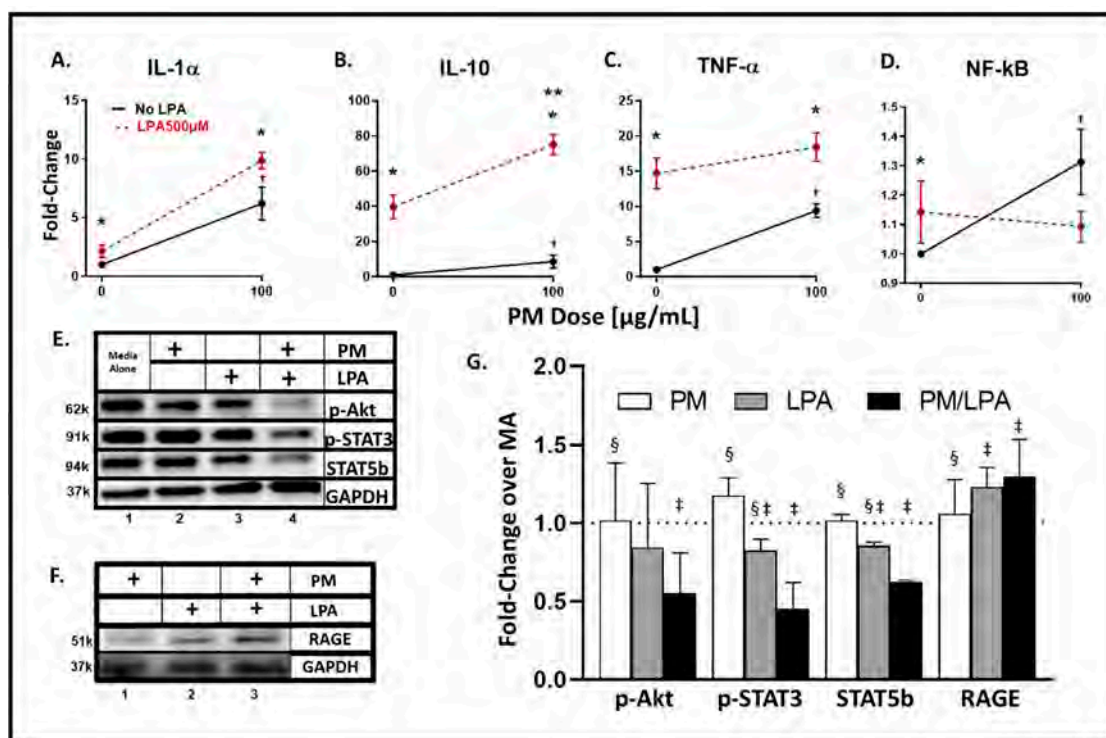 A. IL-1α
B. IL-10
C. TNF-α
D. NF-kB
No LPA
LPA500µM
Fold-Change
15
10
5
0
* * †
0 100
100
80
60
40
20
0
* ** * †
0 100
25
20
15
10
5
0
* * †
0 100
1.5
1.4
1.3
1.2
1.1
1.0
0.9
* †
0 100
PM Dose [µg/mL]
E.
Media Alone + + PM
+ + LPA
62k p-Akt
91k p-STAT3
94k STAT5b
37k GAPDH
1 2 3 4
F.
+ + PM
+ + LPA
51k RAGE
37k GAPDH
1 2 3
G.
Fold-Change over MA
2.0
1.5
1.0
0.5
0.0
PM LPA PM/LPA
§ ‡ § §‡ ‡ § §‡ ‡ § ‡ ‡
p-Akt p-STAT3 STAT5b RAGE